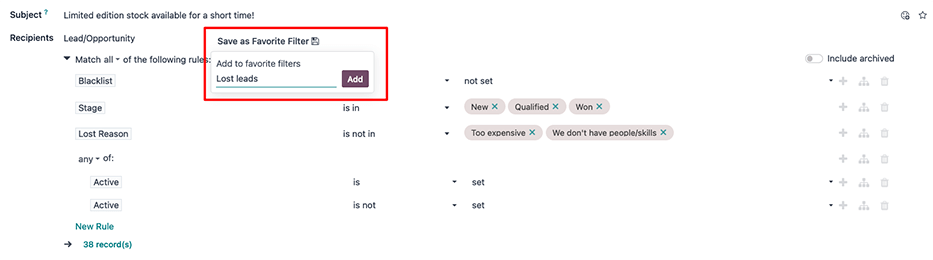 Subject ? Limited edition stock available for a short time!
Recipients Lead/Opportunity
Save as Favorite Filter
Match all of the following rules:
Include archived
Add to favorite filters
Lost leads Add
Blacklist not set
Stage is in New × Qualified × Won ×
Lost Reason is not in Too expensive × We don't have people/skills ×
any of:
Active is set
Active is not set
New Rule
→ 38 record(s)